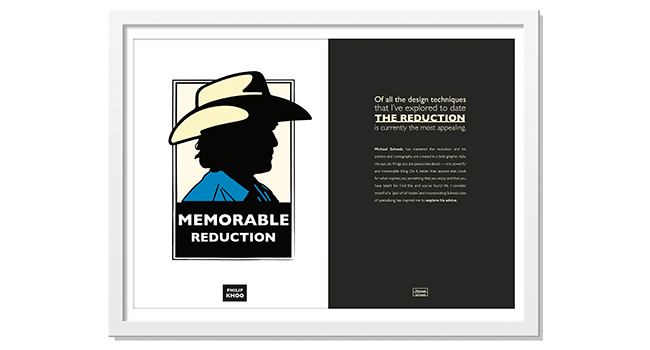 MEMORABLE
REDUCTION
PHILIP
KHOO
Of all the design techniques
that I've explored to date
THE REDUCTION
is currently the most appealing.
Michael Schwab, has mastered the reduction and his
posters and iconography are created in a bold graphic style.
He says, do things you are passionate about — one powerful
and memorable thing. Do it better than anyone else. Look
for what inspires you, something that you enjoy and that you
have talent for. Find this and you've found life. I consider
myself a 'jack-of-all-trades' and incorporating Schwabs idea
of specializing has inspired me to explore his advice.
Michael
Schwab